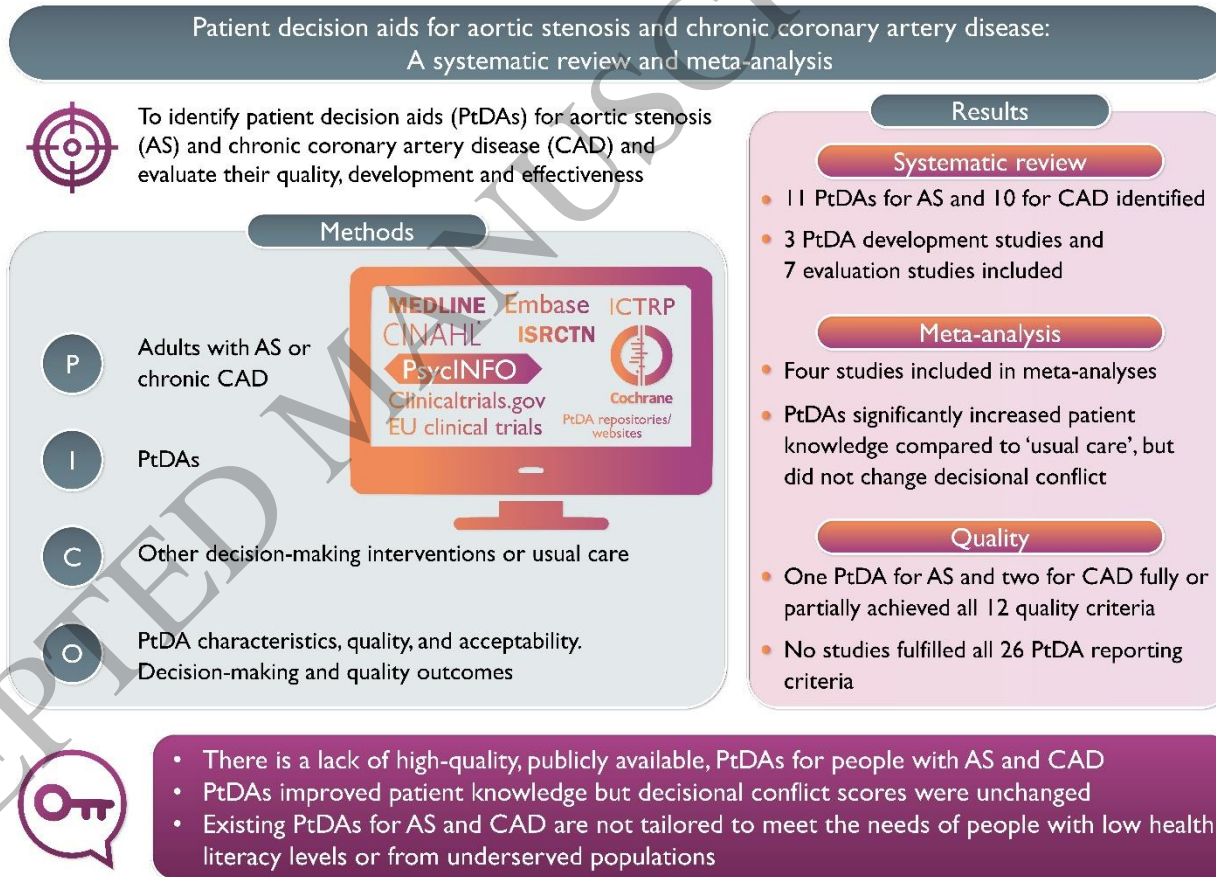 Patient decision aids for aortic stenosis and chronic coronary artery disease:
A systematic review and meta-analysis
To identify patient decision aids (PtDAs) for aortic stenosis
(AS) and chronic coronary artery disease (CAD) and
evaluate their quality, development and effectiveness
Methods
P
Adults with AS or
chronic CAD
I
PtDAs
C
Other decision-making interventions or usual care
O
PtDA characteristics, quality, and acceptability.
Decision-making and quality outcomes
MEDLINE Embase ICTRP
CINAHL ISRCTN
PsycINFO
Cochrane
Clinicaltrials.gov
EU clinical trials
PtDA repositories/
websites
Results
Systematic review
• 11 PtDAs for AS and 10 for CAD identified
• 3 PtDA development studies and
7 evaluation studies included
Meta-analysis
• Four studies included in meta-analyses
• PtDAs significantly increased patient
knowledge compared to ‘usual care’, but
did not change decisional conflict
Quality
• One PtDA for AS and two for CAD fully or
partially achieved all 12 quality criteria
• No studies fulfilled all 26 PtDA reporting
criteria
• There is a lack of high-quality, publicly available, PtDAs for people with AS and CAD
• PtDAs improved patient knowledge but decisional conflict scores were unchanged
• Existing PtDAs for AS and CAD are not tailored to meet the needs of people with low health
literacy levels or from underserved populations
EPTED MANUSC